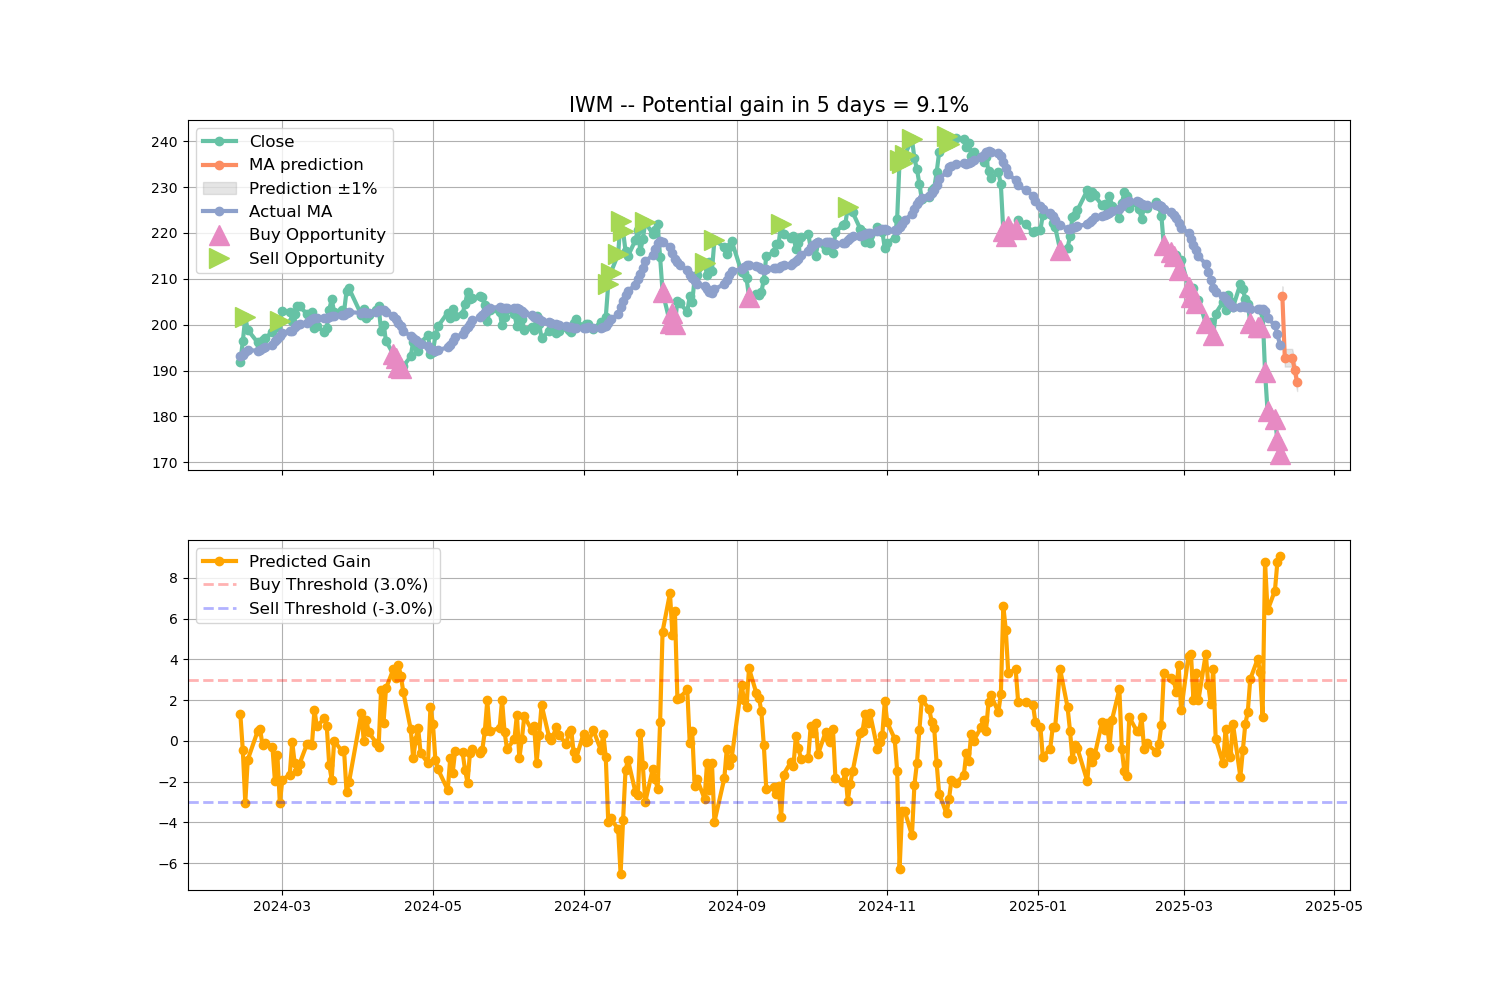 IWM -- Potential gain in 5 days = 9.1%
240
230
220
210
200
190
180
170
Close
MA prediction
Prediction ±1%
Actual MA
Buy Opportunity
Sell Opportunity
8
6
4
2
0
−2
−4
−6
Predicted Gain
Buy Threshold (3.0%)
Sell Threshold (-3.0%)
2024-03 2024-05 2024-07 2024-09 2024-11 2025-01 2025-03 2025-05